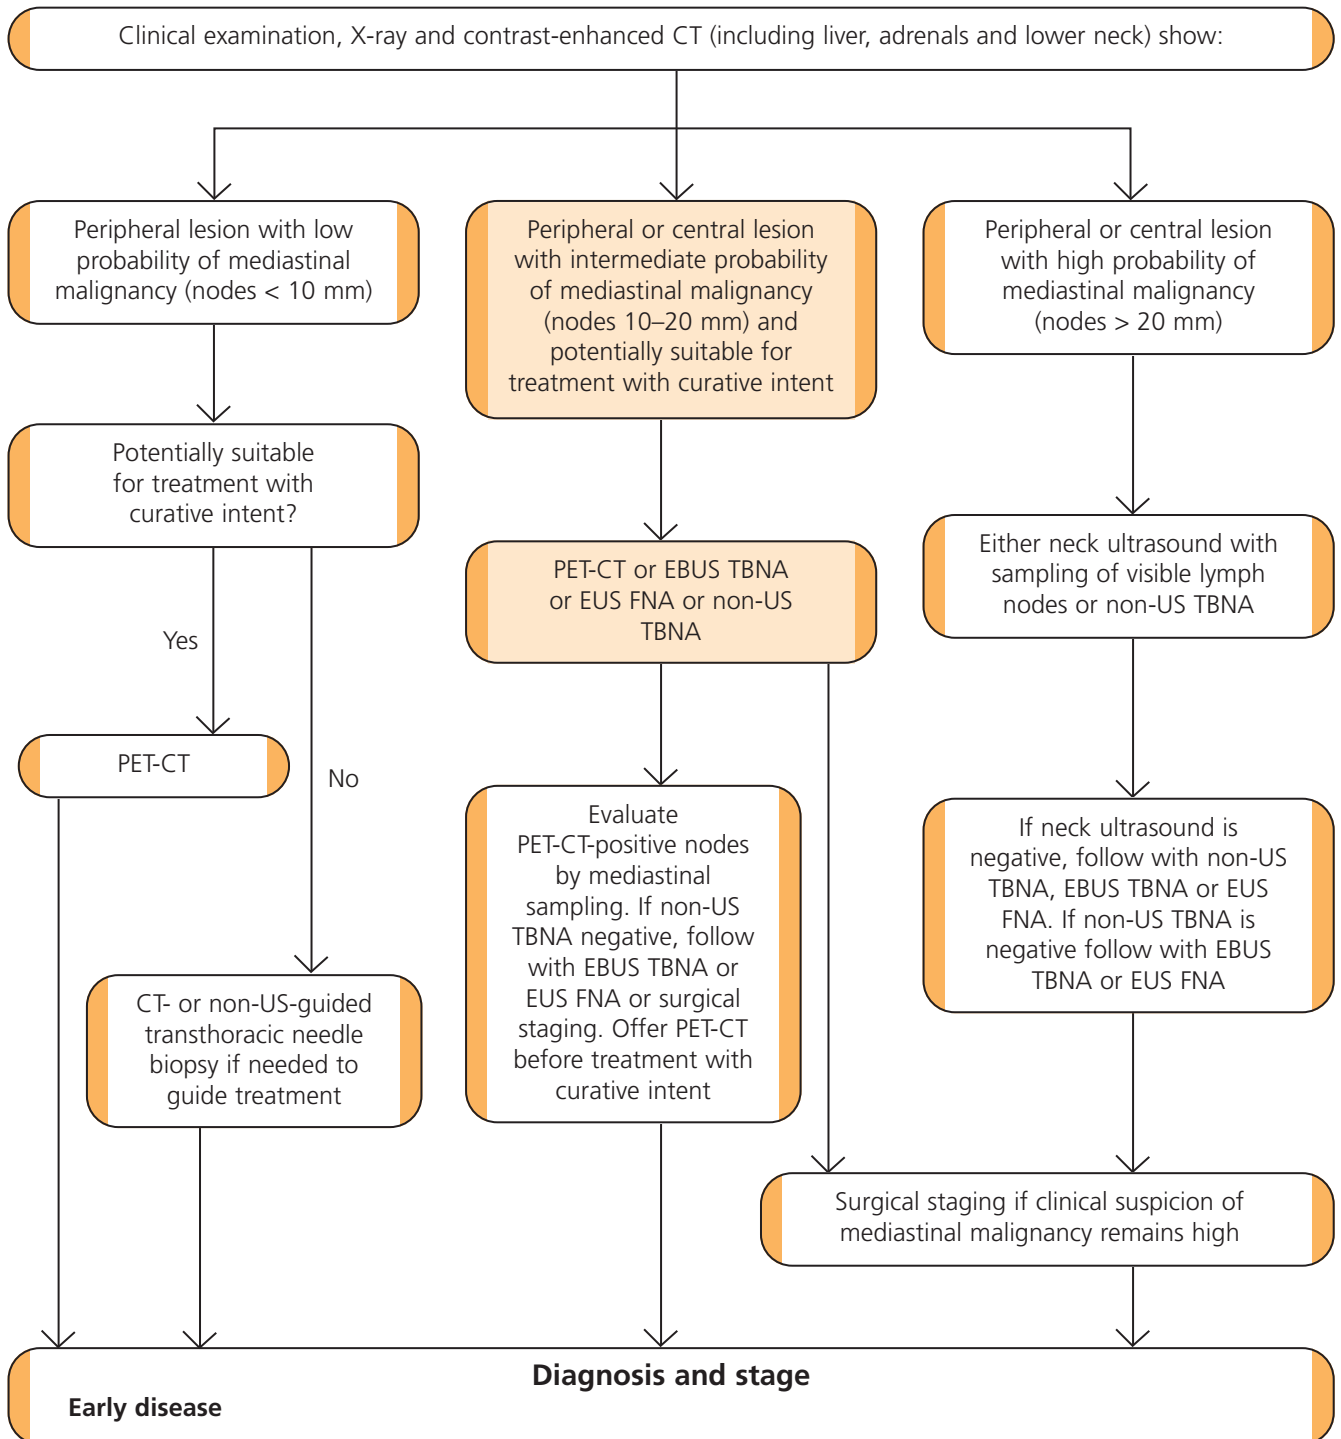 Clinical examination, X-ray and contrast-enhanced CT (including liver, adrenals and lower neck) show:
Peripheral lesion with low
probability of mediastinal
malignancy (nodes < 10 mm)
Peripheral or central lesion
with intermediate probability
of mediastinal malignancy
(nodes 10–20 mm) and
potentially suitable for
treatment with curative intent
Peripheral or central lesion
with high probability of
mediastinal malignancy
(nodes > 20 mm)
Potentially suitable
for treatment with
curative intent?
PET-CT or EBUS TBNA
or EUS FNA or non-US
TBNA
Either neck ultrasound with
sampling of visible lymph
nodes or non-US TBNA
Yes
No
PET-CT
Evaluate
PET-CT-positive nodes
by mediastinal
sampling. If non-US
TBNA negative, follow
with EBUS TBNA or
EUS FNA or surgical
staging. Offer PET-CT
before treatment with
curative intent
If neck ultrasound is
negative, follow with non-US
TBNA, EBUS TBNA or EUS
FNA. If non-US TBNA is
negative follow with EBUS
TBNA or EUS FNA
CT- or non-US-guided
transthoracic needle
biopsy if needed to
guide treatment
Surgical staging if clinical suspicion of
mediastinal malignancy remains high
Diagnosis and stage
Early disease